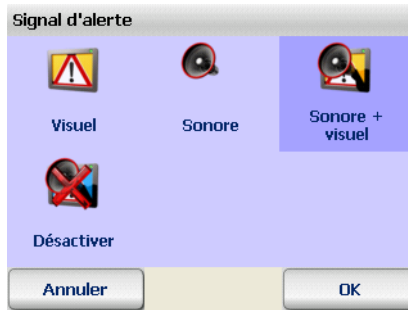 Signal d'alerte
Visuel
Sonore
Sonore +
visuel
Désactiver
Annuler
OK